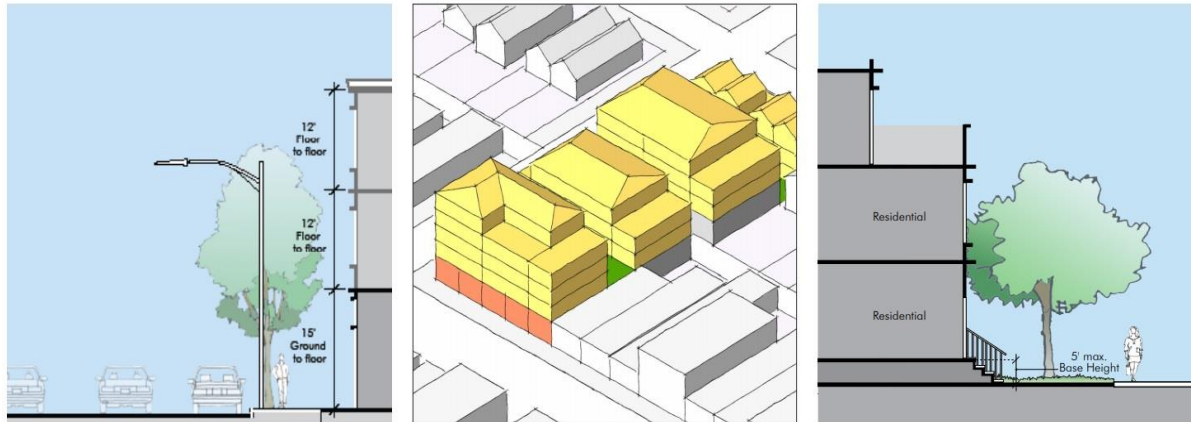 12'
Floor
to floor
12'
Floor
to floor
15'
Ground
to floor
Residential
Residential
5' max.
Base Height